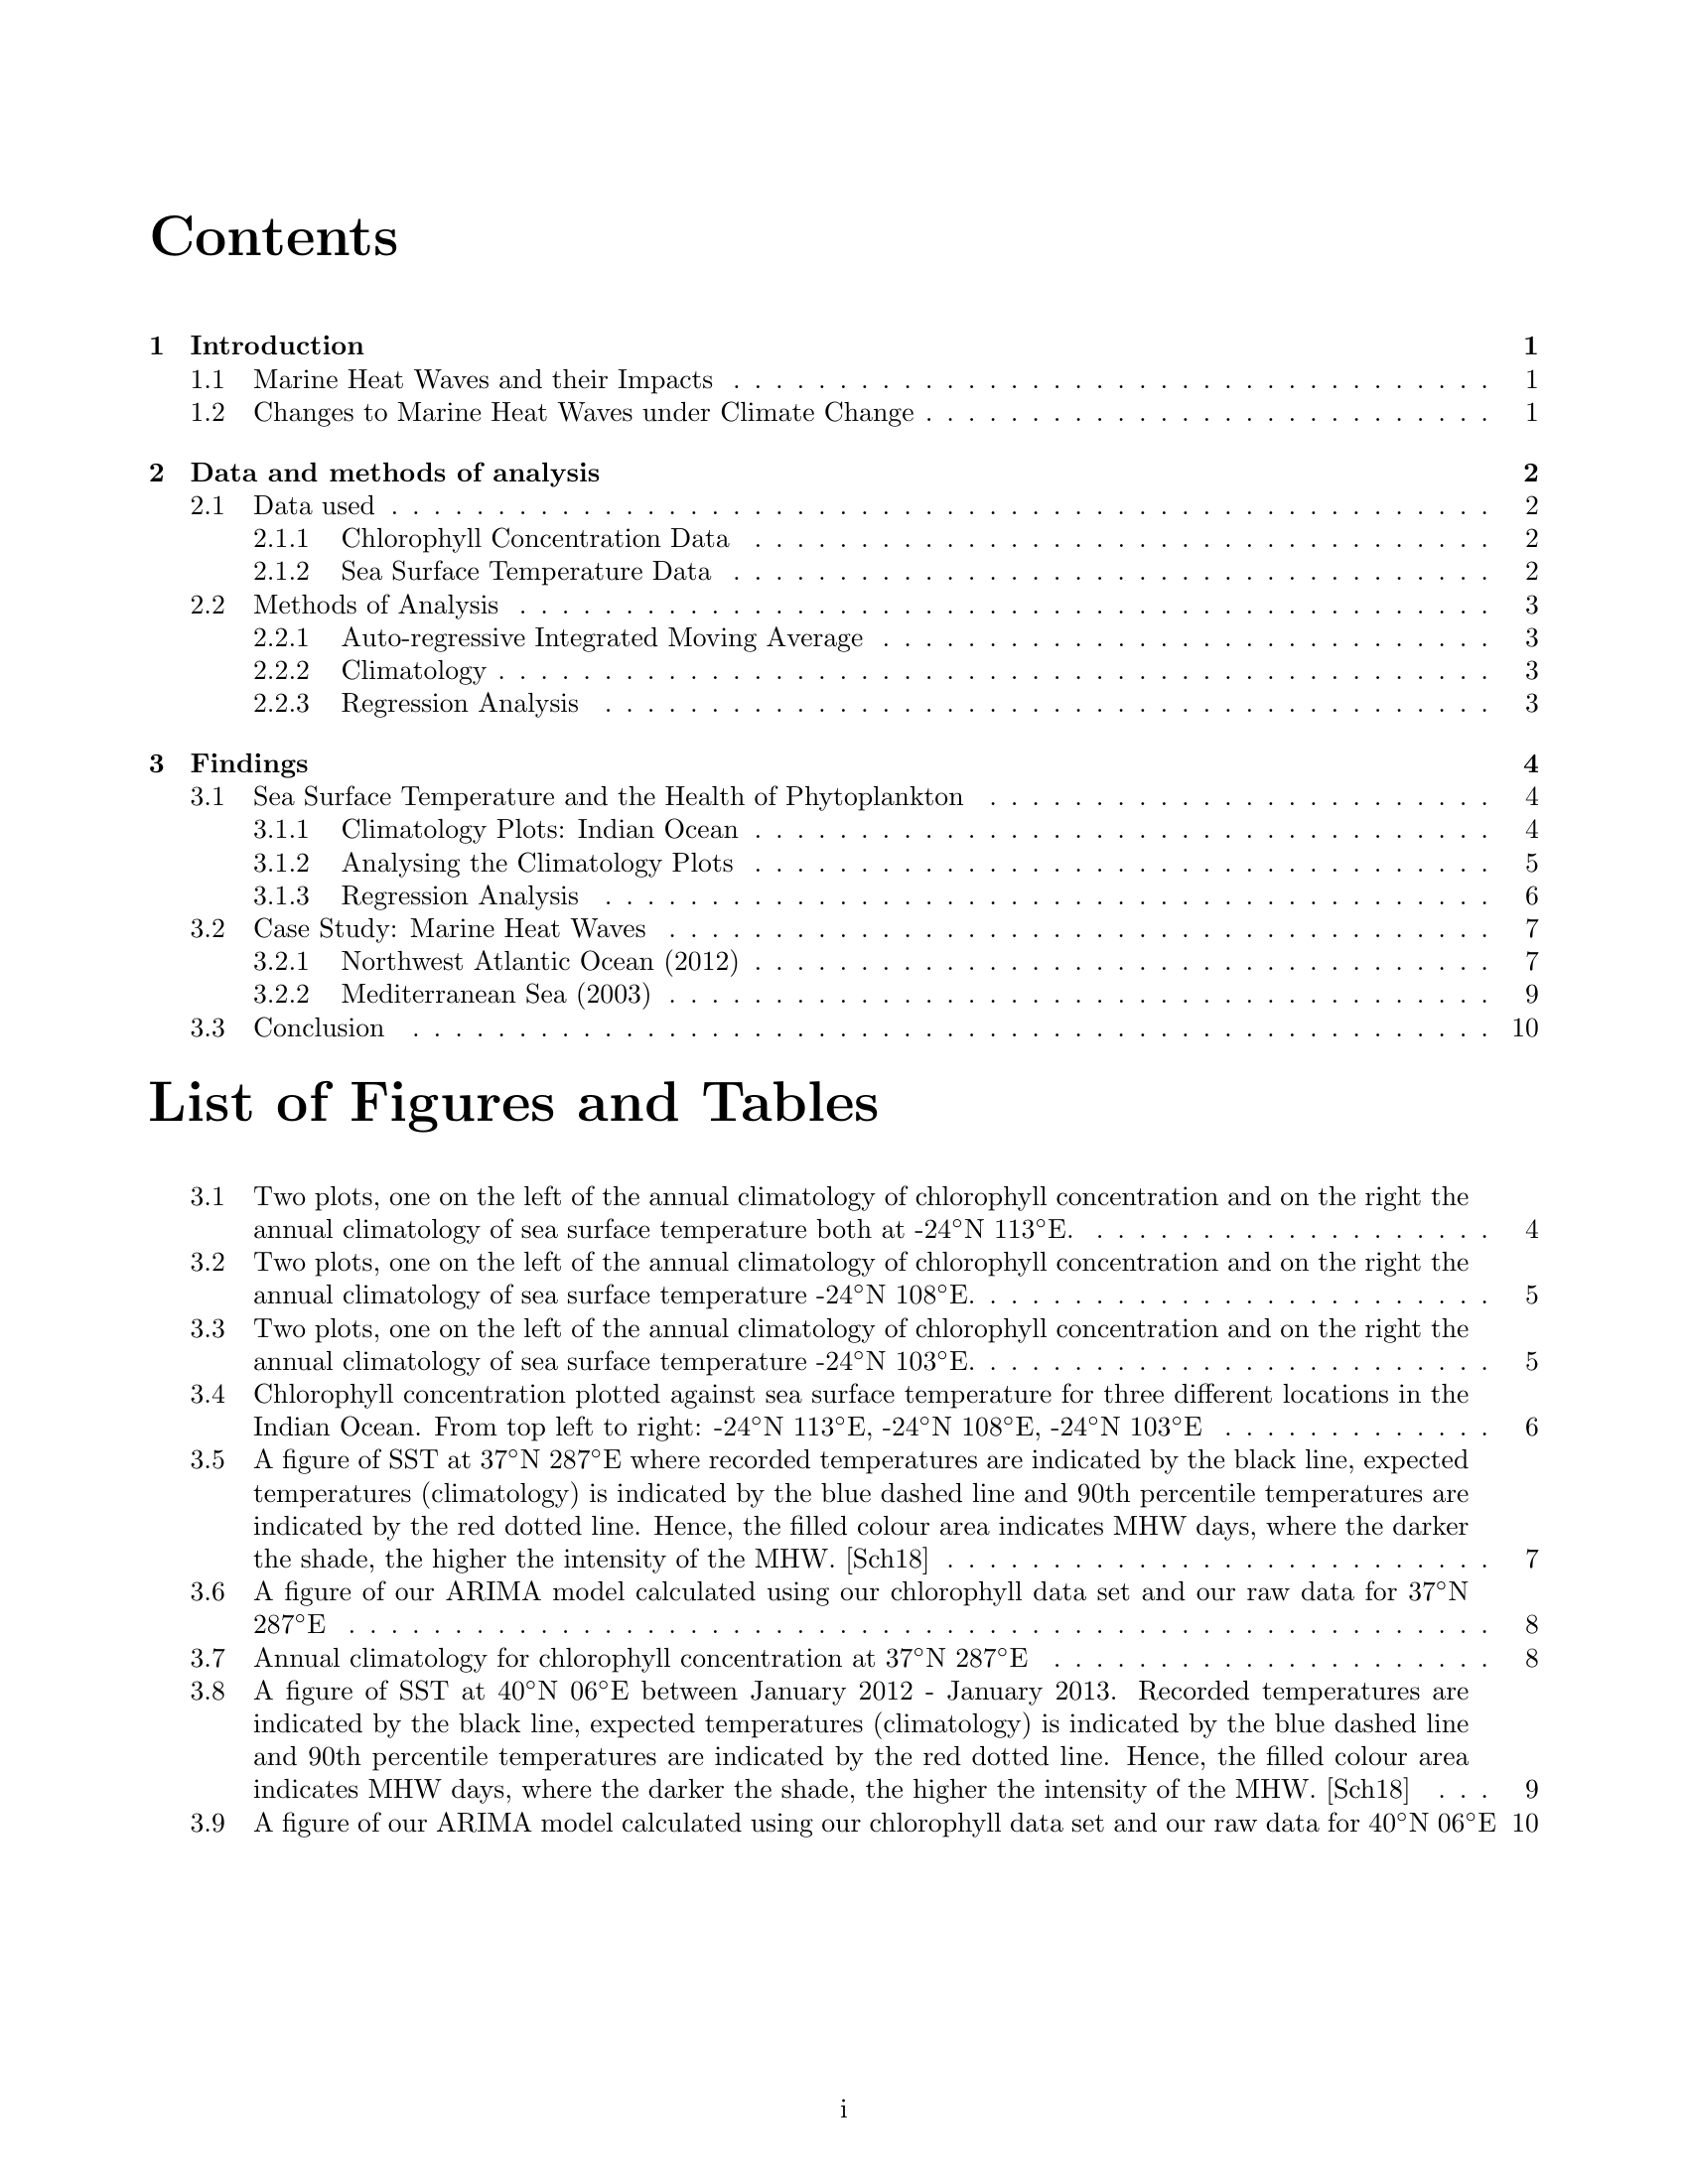 Contents
1 Introduction 1
1.1 Marine Heat Waves and their Impacts . . . . . . . . . . . . . . . . . . . . . . . . . . . . . . . . . . . . 1
1.2 Changes to Marine Heat Waves under Climate Change . . . . . . . . . . . . . . . . . . . . . . . . . . . 1
2 Data and methods of analysis 2
2.1 Data used . . . . . . . . . . . . . . . . . . . . . . . . . . . . . . . . . . . . . . . . . . . . . . . . . . . . 2
2.1.1 Chlorophyll Concentration Data . . . . . . . . . . . . . . . . . . . . . . . . . . . . . . . . . . . 2
2.1.2 Sea Surface Temperature Data . . . . . . . . . . . . . . . . . . . . . . . . . . . . . . . . . . . . 2
2.2 Methods of Analysis . . . . . . . . . . . . . . . . . . . . . . . . . . . . . . . . . . . . . . . . . . . . . . 3
2.2.1 Auto-regressive Integrated Moving Average . . . . . . . . . . . . . . . . . . . . . . . . . . . . . 3
2.2.2 Climatology . . . . . . . . . . . . . . . . . . . . . . . . . . . . . . . . . . . . . . . . . . . . . . . 3
2.2.3 Regression Analysis . . . . . . . . . . . . . . . . . . . . . . . . . . . . . . . . . . . . . . . . . . 3
3 Findings 4
3.1 Sea Surface Temperature and the Health of Phytoplankton . . . . . . . . . . . . . . . . . . . . . . . . 4
3.1.1 Climatology Plots: Indian Ocean . . . . . . . . . . . . . . . . . . . . . . . . . . . . . . . . . . . 4
3.1.2 Analysing the Climatology Plots . . . . . . . . . . . . . . . . . . . . . . . . . . . . . . . . . . . 5
3.1.3 Regression Analysis . . . . . . . . . . . . . . . . . . . . . . . . . . . . . . . . . . . . . . . . . . 6
3.2 Case Study: Marine Heat Waves . . . . . . . . . . . . . . . . . . . . . . . . . . . . . . . . . . . . . . . 7
3.2.1 Northwest Atlantic Ocean (2012) . . . . . . . . . . . . . . . . . . . . . . . . . . . . . . . . . . . 7
3.2.2 Mediterranean Sea (2003) . . . . . . . . . . . . . . . . . . . . . . . . . . . . . . . . . . . . . . . 9
3.3 Conclusion . . . . . . . . . . . . . . . . . . . . . . . . . . . . . . . . . . . . . . . . . . . . . . . . . . . 10
List of Figures and Tables
3.1 Two plots, one on the left of the annual climatology of chlorophyll concentration and on the right the
annual climatology of sea surface temperature both at -24°N 113°E. . . . . . . . . . . . . . . . . . . . 4
3.2 Two plots, one on the left of the annual climatology of chlorophyll concentration and on the right the
annual climatology of sea surface temperature -24°N 108°E. . . . . . . . . . . . . . . . . . . . . . . . . 5
3.3 Two plots, one on the left of the annual climatology of chlorophyll concentration and on the right the
annual climatology of sea surface temperature -24°N 103°E. . . . . . . . . . . . . . . . . . . . . . . . . 5
3.4 Chlorophyll concentration plotted against sea surface temperature for three different locations in the
Indian Ocean. From top left to right: -24°N 113°E, -24°N 108°E, -24°N 103°E . . . . . . . . . . . . . 6
3.5 A figure of SST at 37°N 287°E where recorded temperatures are indicated by the black line, expected
temperatures (climatology) is indicated by the blue dashed line and 90th percentile temperatures are
indicated by the red dotted line. Hence, the filled colour area indicates MHW days, where the darker
the shade, the higher the intensity of the MHW. [Sch18] . . . . . . . . . . . . . . . . . . . . . . . . . . 7
3.6 A figure of our ARIMA model calculated using our chlorophyll data set and our raw data for 37°N
287°E . . . . . . . . . . . . . . . . . . . . . . . . . . . . . . . . . . . . . . . . . . . . . . . . . . . . . . 8
3.7 Annual climatology for chlorophyll concentration at 37°N 287°E . . . . . . . . . . . . . . . . . . . . . 8
3.8 A figure of SST at 40°N 06°E between January 2012 - January 2013. Recorded temperatures are
indicated by the black line, expected temperatures (climatology) is indicated by the blue dashed line
and 90th percentile temperatures are indicated by the red dotted line. Hence, the filled colour area
indicates MHW days, where the darker the shade, the higher the intensity of the MHW. [Sch18] . . . 9
3.9 A figure of our ARIMA model calculated using our chlorophyll data set and our raw data for 40°N 06°E 10
i